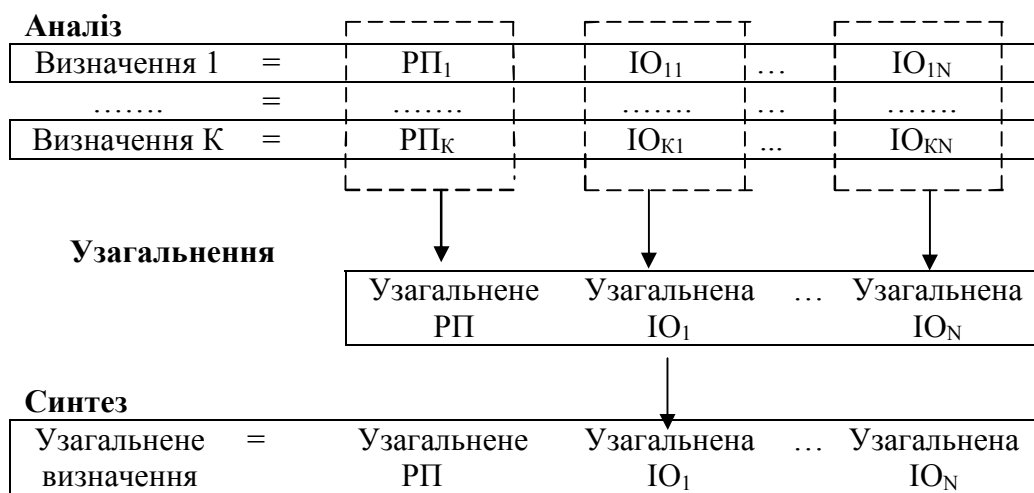 Аналіз
Визначення 1 = РП₁ ІО₁₁ … ІО₁N
……. = ……. ……. … …….
Визначення К = РПК ІОК1 ... ІОKN
Узагальнення
Узагальнене Узагальнена … Узагальнена
РП ІО₁ ІОN
Синтез
Узагальнене = Узагальнене Узагальнена … Узагальнена
визначення РП ІО₁ ІОN